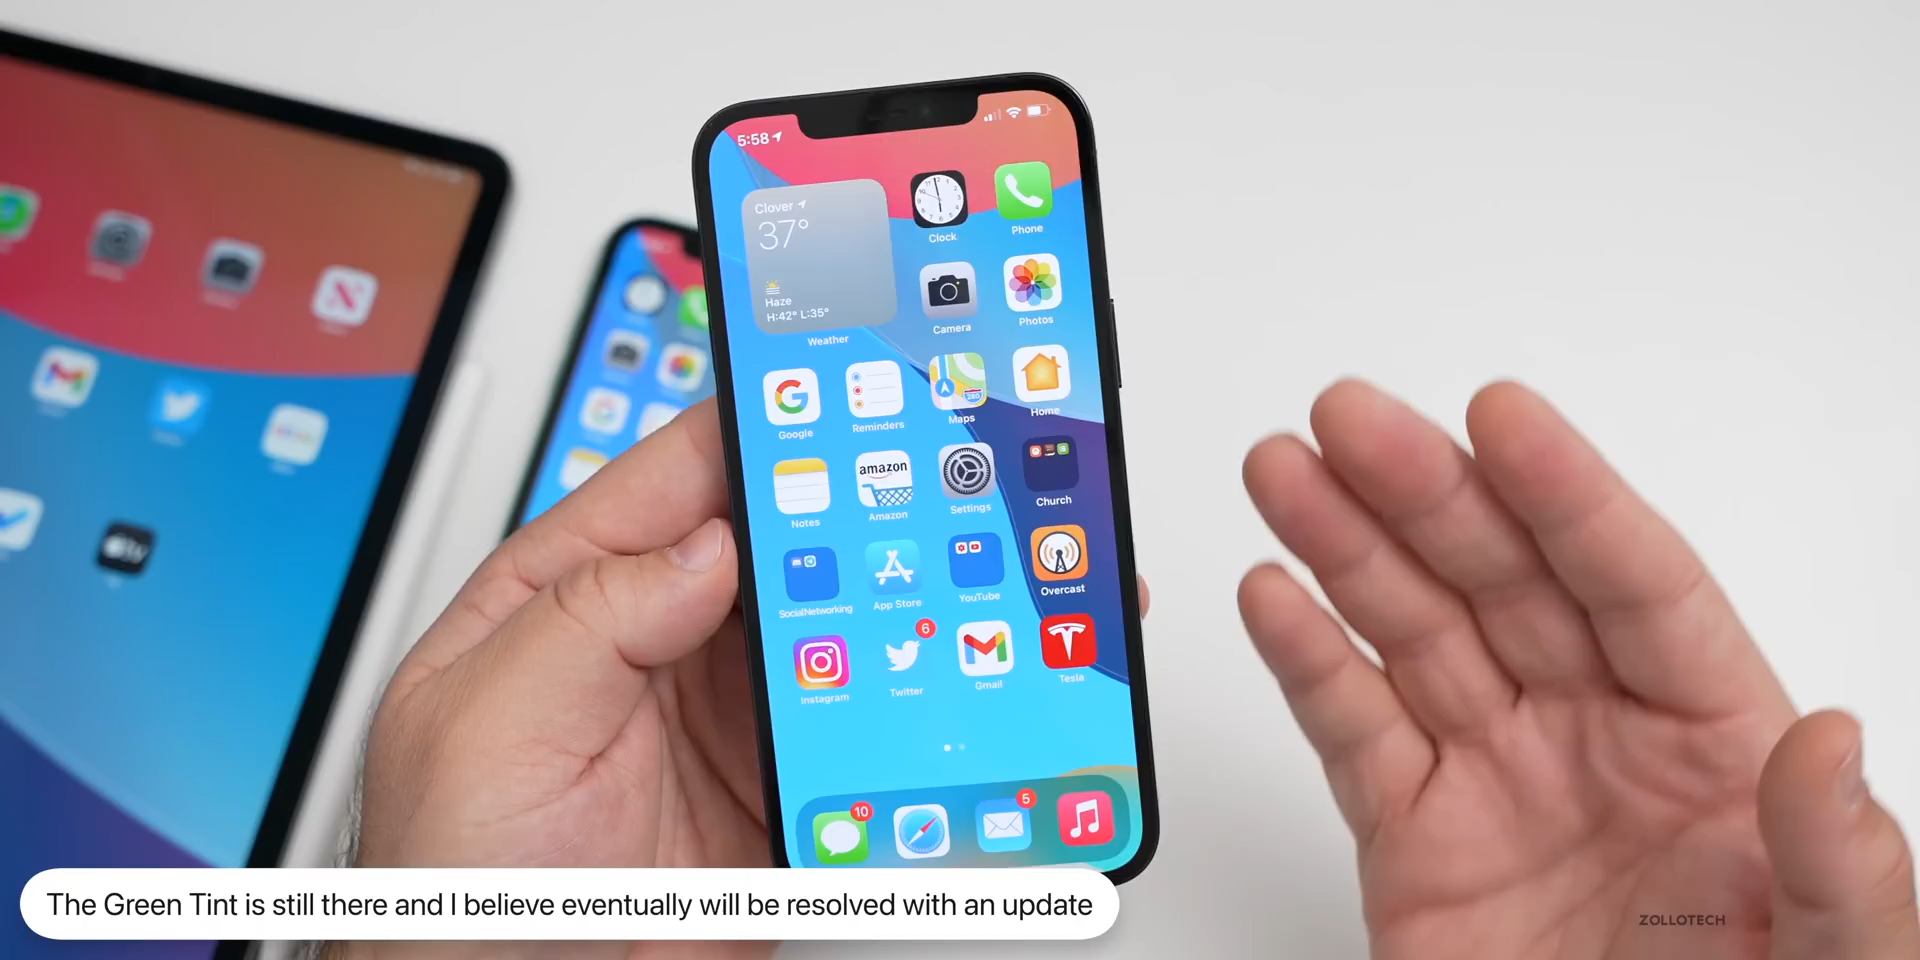 5:58
Clover
37°
Haze
H:42° L:35°
Weather
Clock
Phone
Camera
Photos
Google
Reminders
Maps
280
Home
Notes
amazon
Amazon
Settings
Church
SocialNetworking
App Store
YouTube
Overcast
Instagram
6
Twitter
Gmail
Tesla
10
5
tv
The Green Tint is still there and I believe eventually will be resolved with an update
ZOLLOTECH